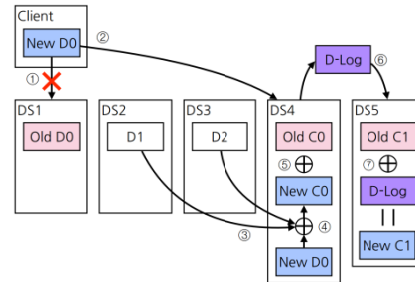 Client
New D0
①
②
D-Log
⑥
DS1
DS2
DS3
DS4
DS5
Old D0
D1
D2
Old C0
Old C1
⑤
⑦
New C0
D-Log
③
④
New D0
New C1